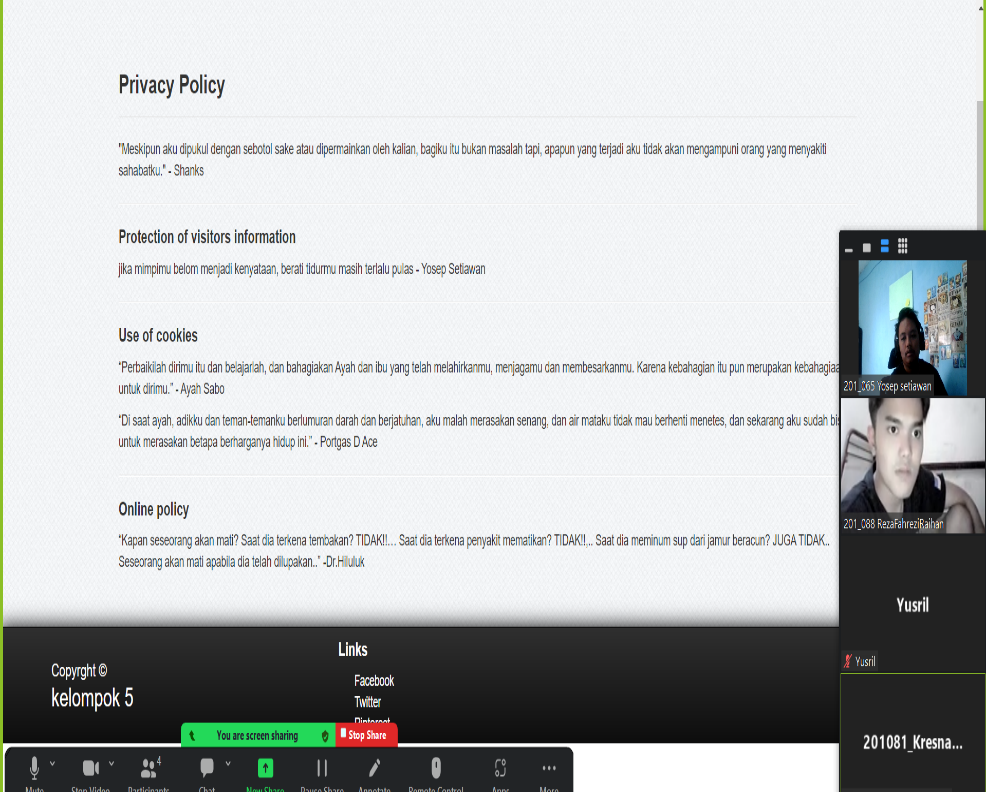 Privacy Policy
"Meskipun aku dipukul dengan sebotol sake atau dipermainkan oleh kalian, bagiku itu bukan masalah tapi, apapun yang terjadi aku tidak akan mengampuni orang yang menyakiti
sahabatku." - Shanks
Protection of visitors information
jika mimpimu belom menjadi kenyataan, berati tidurmu masih terlalu pulas - Yosep Setiawan
Use of cookies
“Perbaikilah dirimu itu dan belajarlah, dan bahagiakan Ayah dan ibu yang telah melahirkanmu, menjagamu dan membesarkanmu. Karena kebahagian itu pun merupakan kebahagiaa
untuk dirimu.” - Ayah Sabo
“Di saat ayah, adikku dan teman-temanku berlumuran darah dan berjatuhan, aku malah merasakan senang, dan air mataku tidak mau berhenti menetes, dan sekarang aku sudah bis
untuk merasakan betapa berharganya hidup ini.” - Portgas D Ace
Online policy
“Kapan seseorang akan mati? Saat dia terkena tembakan? TIDAK!!… Saat dia terkena penyakit mematikan? TIDAK!!,.. Saat dia meminum sup dari jamur beracun? JUGA TIDAK..
Seseorang akan mati apabila dia telah dilupakan..” -Dr.Hiluluk
201_065 Yosep setiawan
201_088 RezaFahreziRaihan
Yusril
Yusril
201081_Kresna...
Copyrght ©
kelempok 5
Links
Facebook
Twitter
Pinterest
You are screen sharing
Stop Share
4
Mute
Stop Video
Participants
Chat
New Share
Pause Share
Annotate
Remote Control
Apps
More